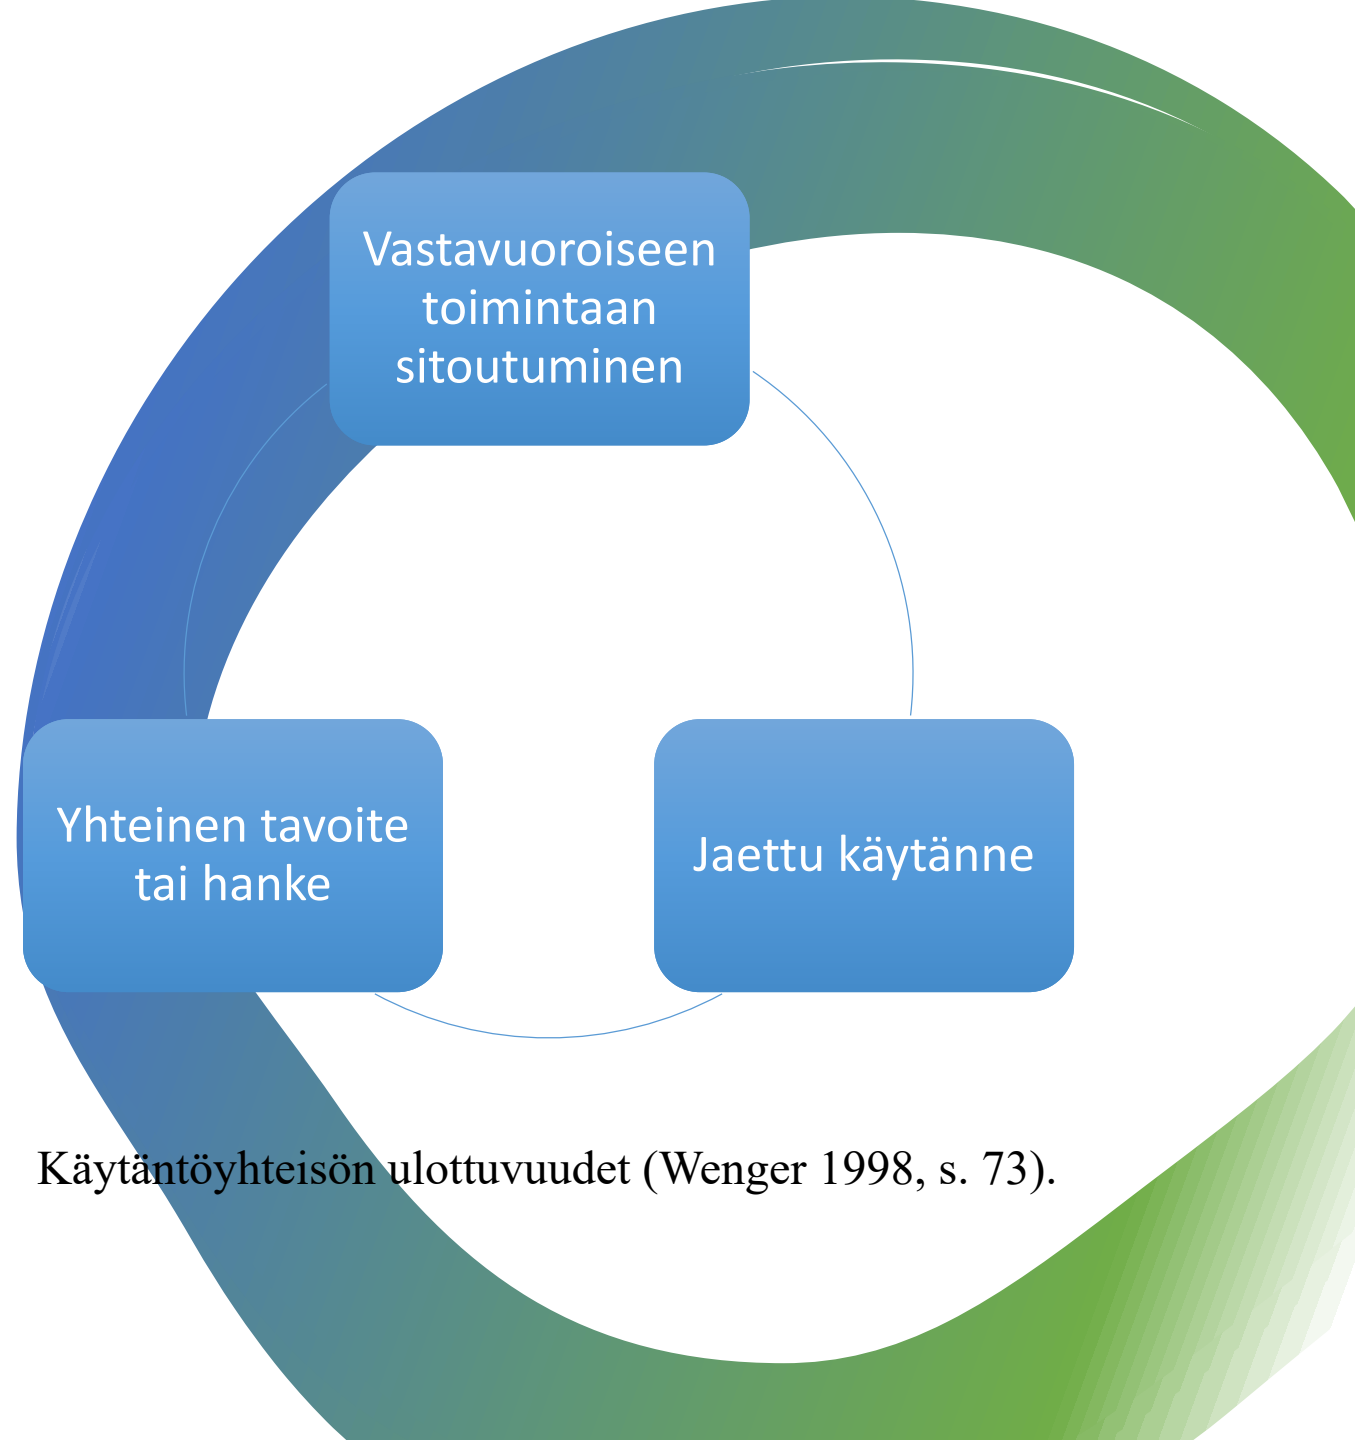 Vastavuoroiseen
toimintaan
sitoutuminen
Yhteinen tavoite
tai hanke
Jaettu käytänne
Käytäntöyhteisön ulottuvuudet (Wenger 1998, s. 73).